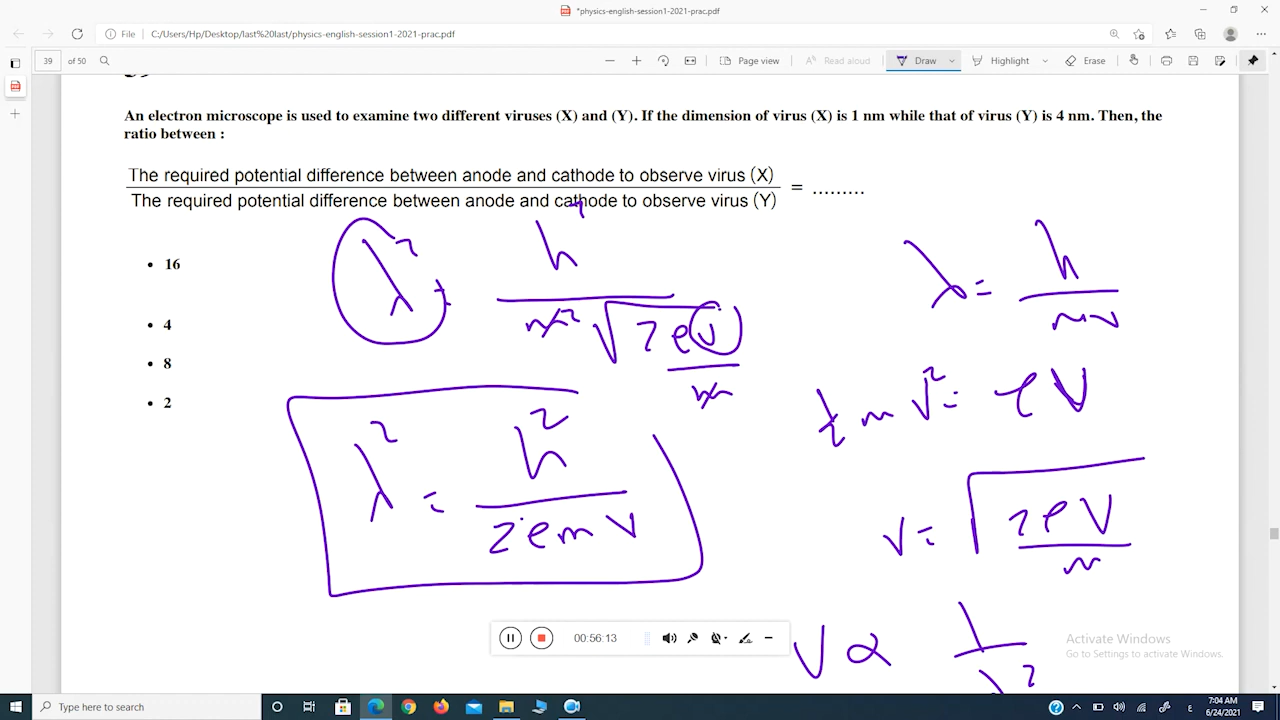 *physics-english-session1-2021-prac.pdf
File C:/Users/Hp/Desktop/last%20last/physics-english-session1-2021-prac.pdf
39 of 50 Page view Read aloud Draw Highlight Erase
An electron microscope is used to examine two different viruses (X) and (Y). If the dimension of virus (X) is 1 nm while that of virus (Y) is 4 nm. Then, the
ratio between :
The required potential difference between anode and cathode to observe virus (X)
The required potential difference between anode and cathode to observe virus (Y)
= .........
• 16
• 4
• 8
• 2
λ² = h² / m² √ 2eV / m
λ = h / mv
½ m v² = eV
λ² = h² / 2emV
v = √ 2eV / m
V ∝ 1 / λ²
00:56:13
Activate Windows
Go to Settings to activate Windows.
Type here to search
7:04 AM
6/24/2021